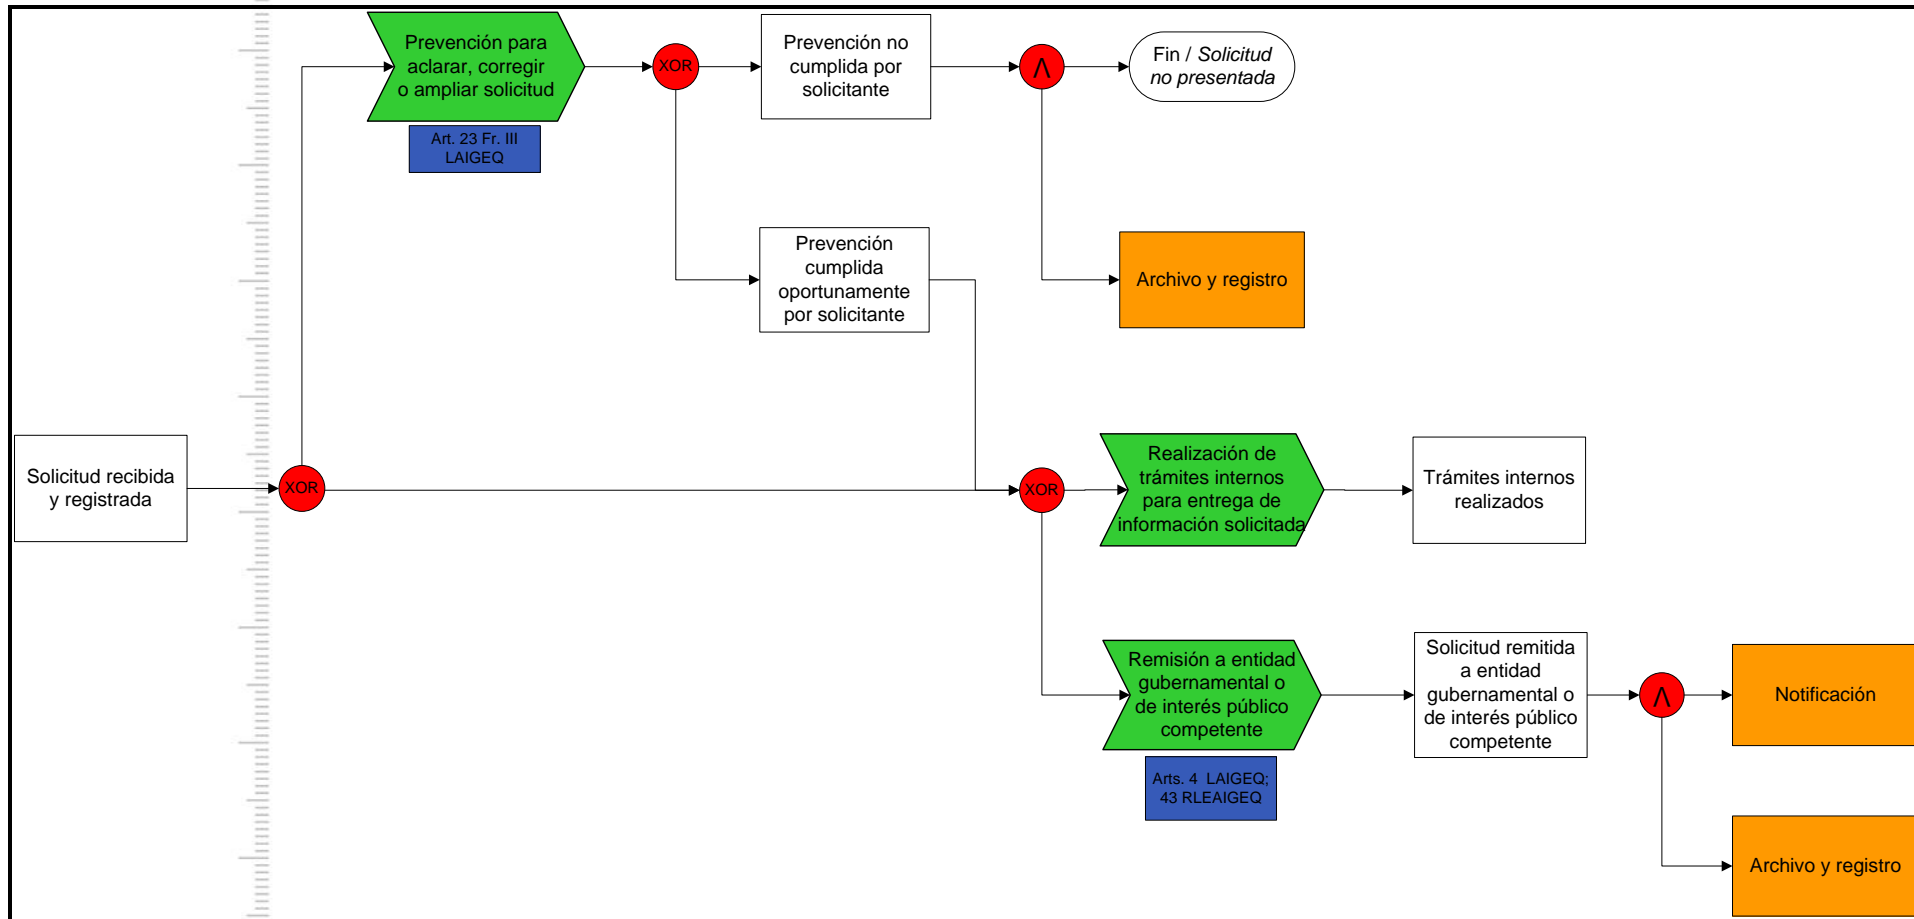 Prevención para
aclarar, corregir
o ampliar solicitud
Art. 23 Fr. III
LAIGEQ
XOR
Prevención no
cumplida por
solicitante
Λ
Fin / Solicitud
no presentada
Prevención
cumplida
oportunamente
por solicitante
Archivo y registro
Solicitud recibida
y registrada
XOR
XOR
Realización de
trámites internos
para entrega de
información solicitada
Trámites internos
realizados
Remisión a entidad
gubernamental o
de interés público
competente
Arts. 4  LAIGEQ;
43 RLEAIGEQ
Solicitud remitida
a entidad
gubernamental o
de interés público
competente
Λ
Notificación
Archivo y registro